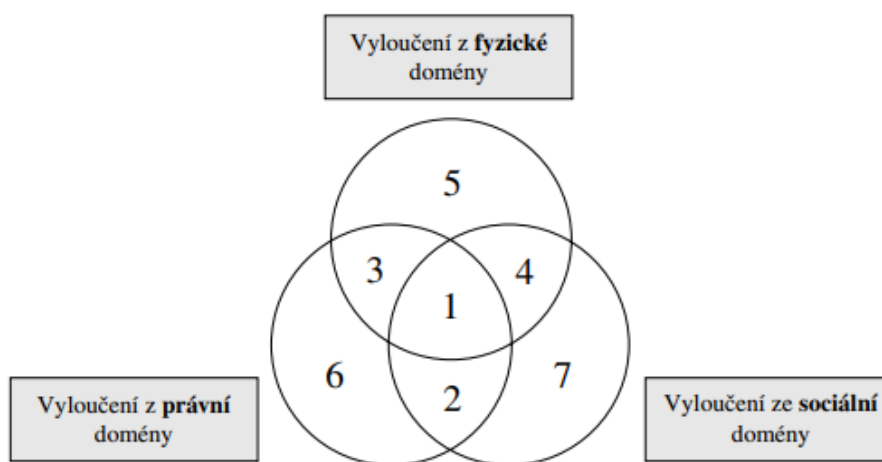 Vyloučení z fyzické
domény
5
3
4
1
6
2
7
Vyloučení z právní
domény
Vyloučení ze sociální
domény